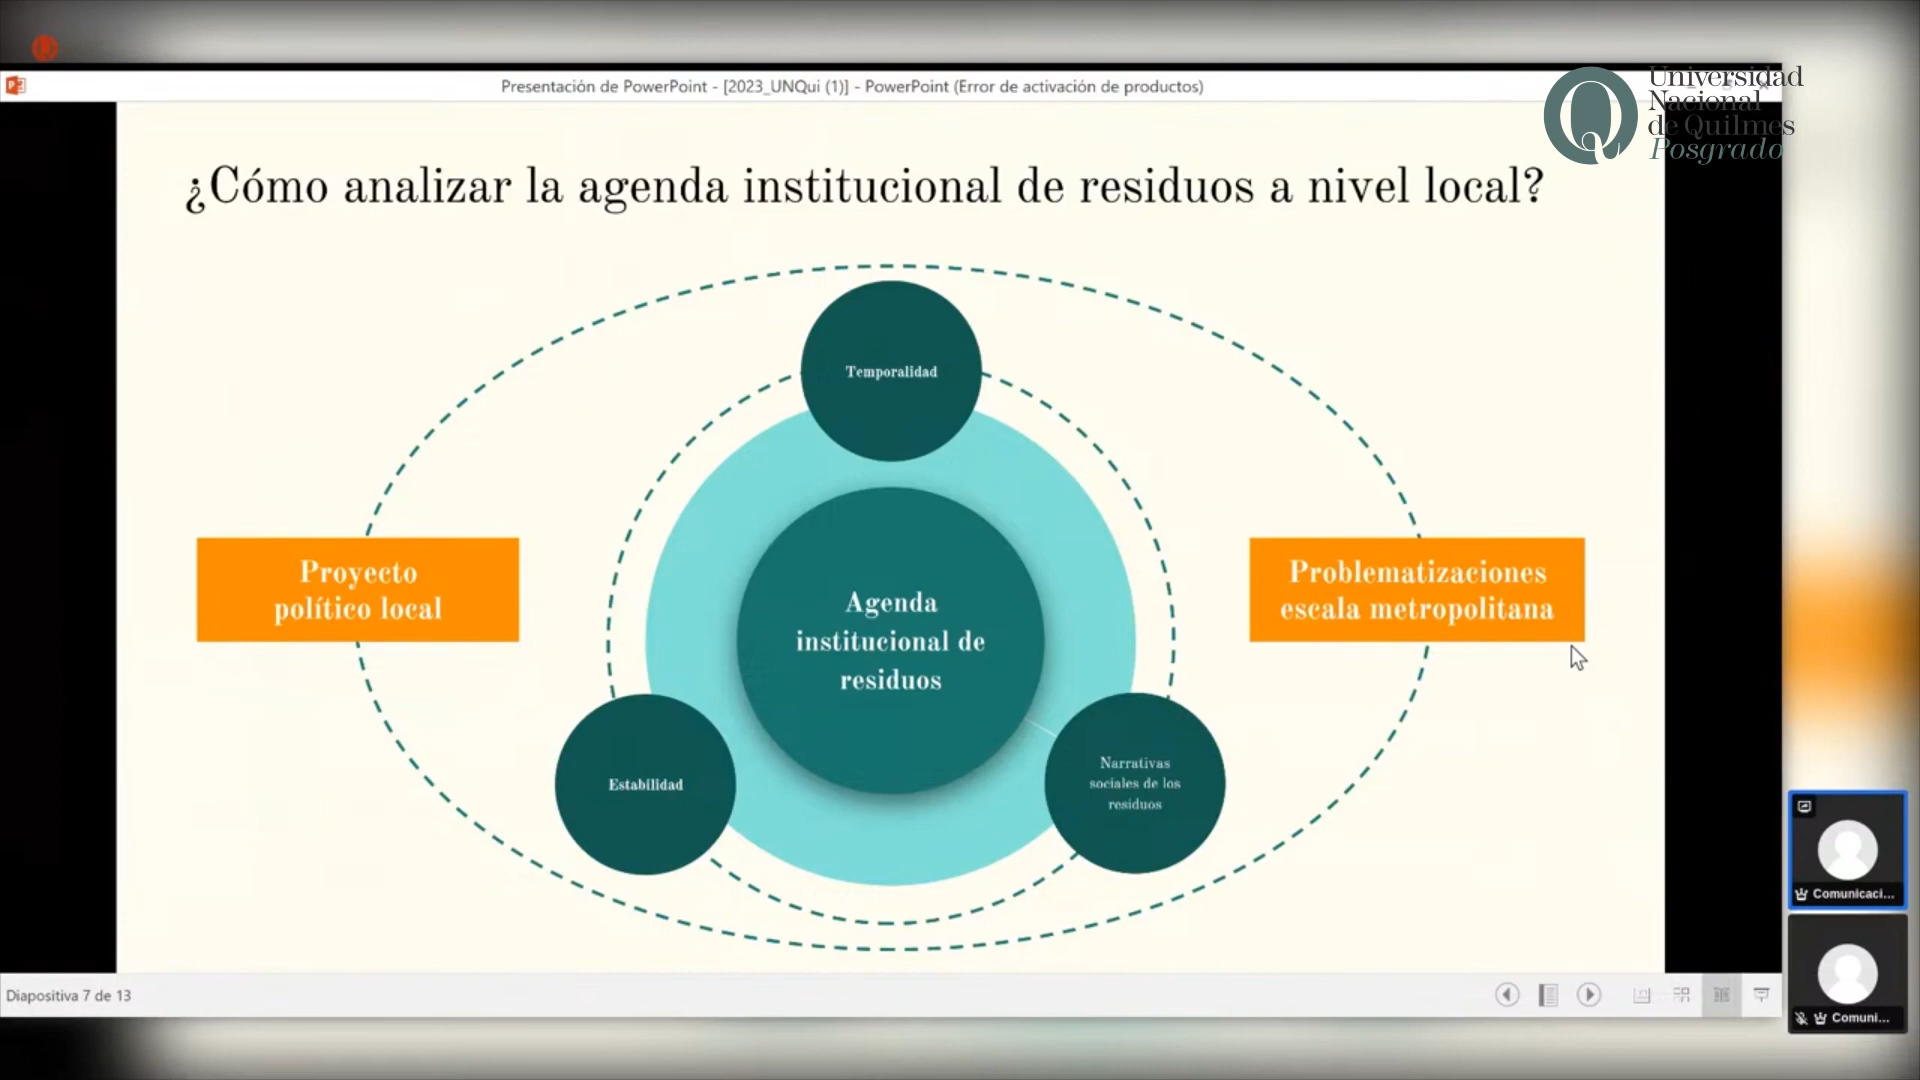 Presentación de PowerPoint - [2023_UNQui (1)] - PowerPoint (Error de activación de productos)
Universidad
Nacional
de Quilmes
Posgrado
¿Cómo analizar la agenda institucional de residuos a nivel local?
Temporalidad
Proyecto
político local
Problematizaciones
escala metropolitana
Agenda
institucional de
residuos
Estabilidad
Narrativas
sociales de los
residuos
Comunicaci...
Comuni...
Diapositiva 7 de 13